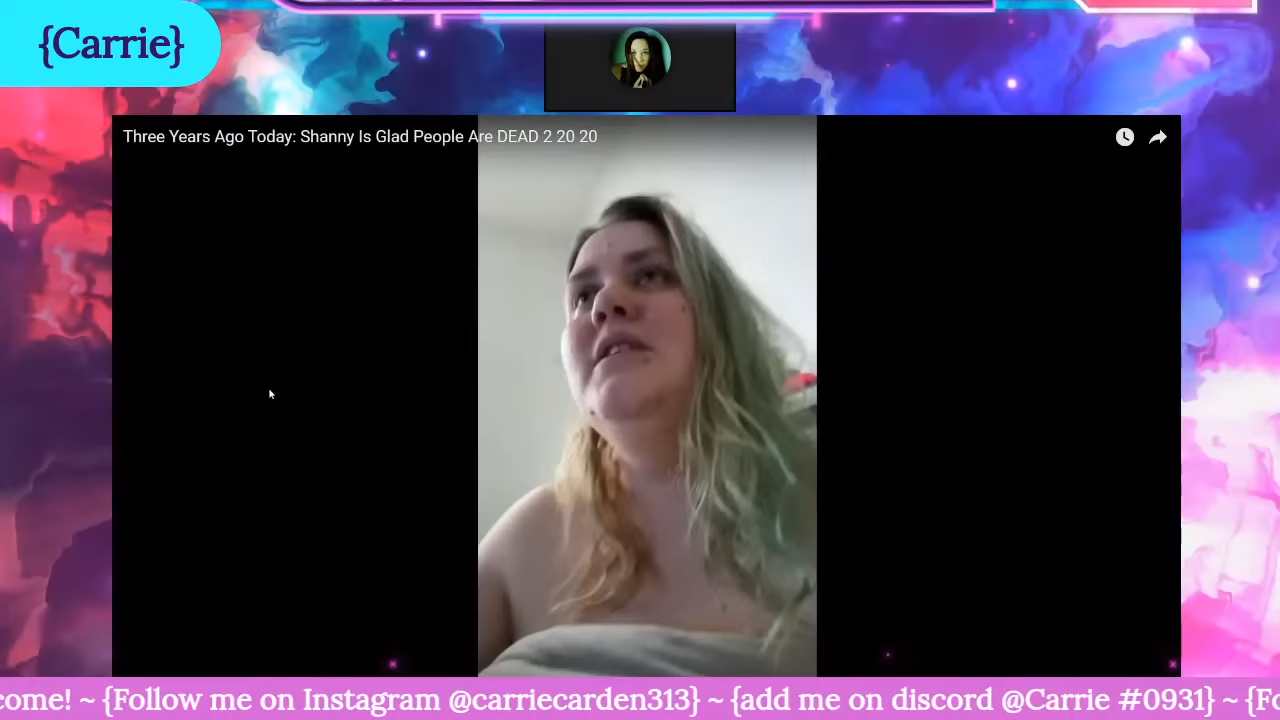 {Carrie}
Three Years Ago Today: Shanny Is Glad People Are DEAD 2 20 20
come! ~ {Follow me on Instagram @carriecarden313} ~ {add me on discord @Carrie #0931} ~ {Fo